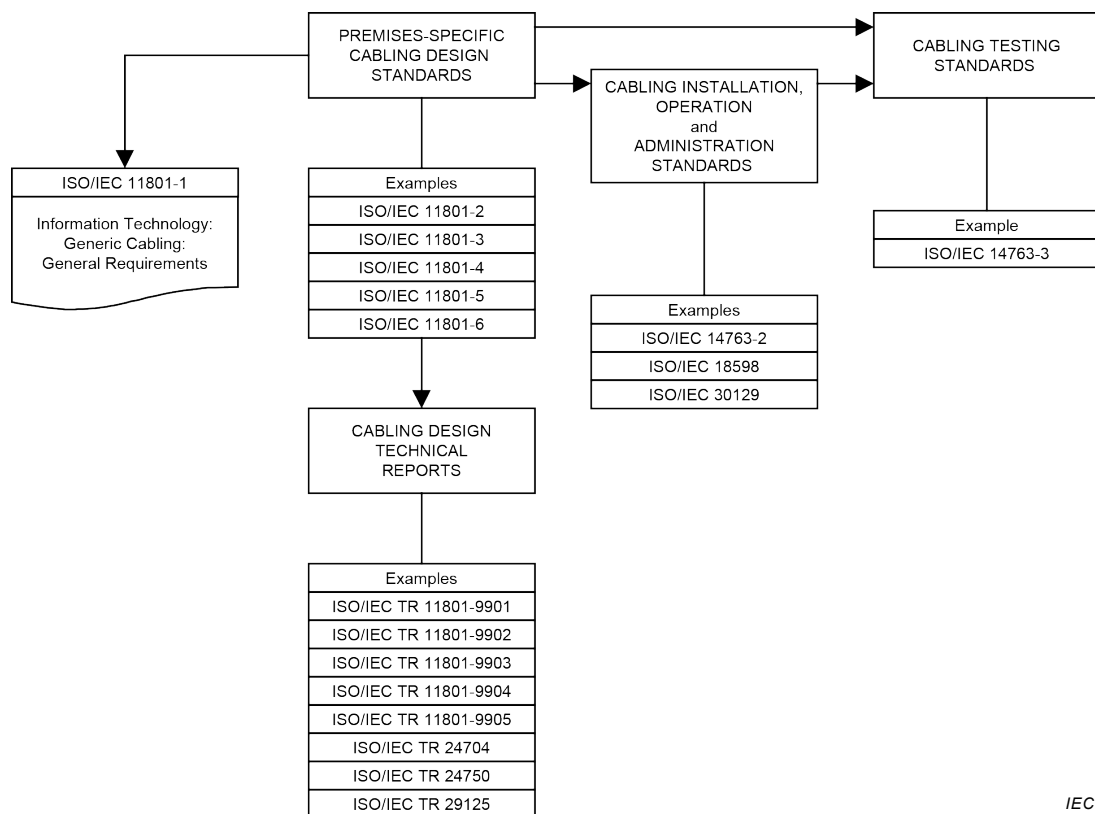 PREMISES-SPECIFIC
CABLING DESIGN
STANDARDS
CABLING TESTING
STANDARDS
CABLING INSTALLATION,
OPERATION
and
ADMINISTRATION
STANDARDS
ISO/IEC 11801-1
Information Technology:
Generic Cabling:
General Requirements
Examples
ISO/IEC 11801-2
ISO/IEC 11801-3
ISO/IEC 11801-4
ISO/IEC 11801-5
ISO/IEC 11801-6
Example
ISO/IEC 14763-3
Examples
ISO/IEC 14763-2
ISO/IEC 18598
ISO/IEC 30129
CABLING DESIGN
TECHNICAL
REPORTS
Examples
ISO/IEC TR 11801-9901
ISO/IEC TR 11801-9902
ISO/IEC TR 11801-9903
ISO/IEC TR 11801-9904
ISO/IEC TR 11801-9905
ISO/IEC TR 24704
ISO/IEC TR 24750
ISO/IEC TR 29125
IEC